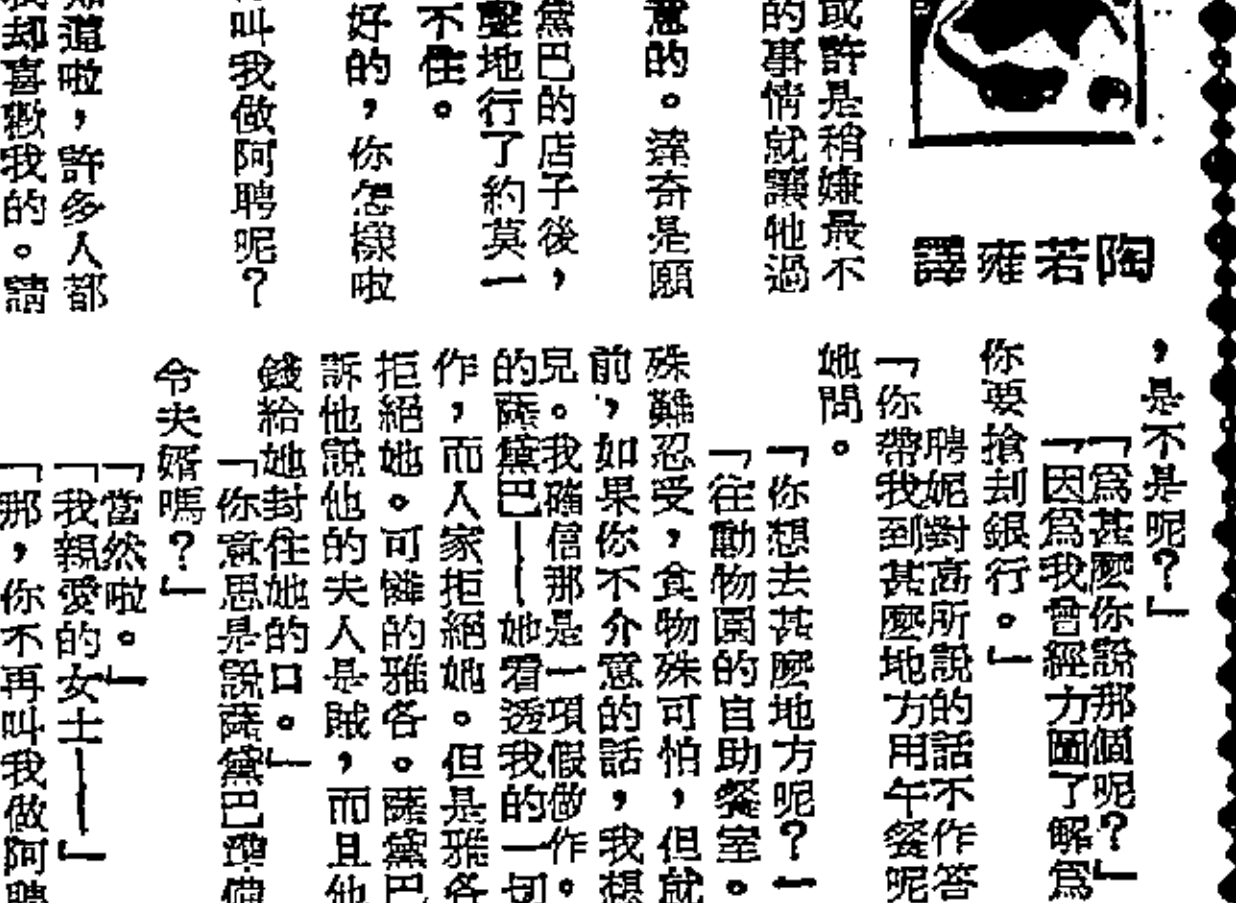 陶若雍譯
或許是稍嫌最不
的事情就讓牠過
意的。達奇是願
黛巴的店子後，
地行了約莫一
不住。
好的，你怎樣啦
叫我做阿聘呢？
知道啦，許多人都
我却喜歡我的。請
，是不是呢？」
「爲甚麼你說那個呢？」
「因爲我曾經力圖了解爲
你要搶刦銀行。」
聘妮對高所說的話不作答
「你帶我到甚麼地方用午餐呢
她問。
「你想去甚麼地方呢？」
「往動物園的自助餐室。
殊難忍受，食物殊可怕，但就
前，如果你不介意的話，我想
見。我確信那是一項假做作。
的薩黛巴——她看透我的一切
作，而人家拒絕她。但是雅各
拒絕她。可憐的雅各。薩黛巴
訴他說他的夫人是賊，而且他
錢給她封住她的口。」
「你意思是說薩黛巴準備
令夫婿嗎？」
「當然啦。」
「我親愛的女士——」
「那，你不再叫我做阿聘